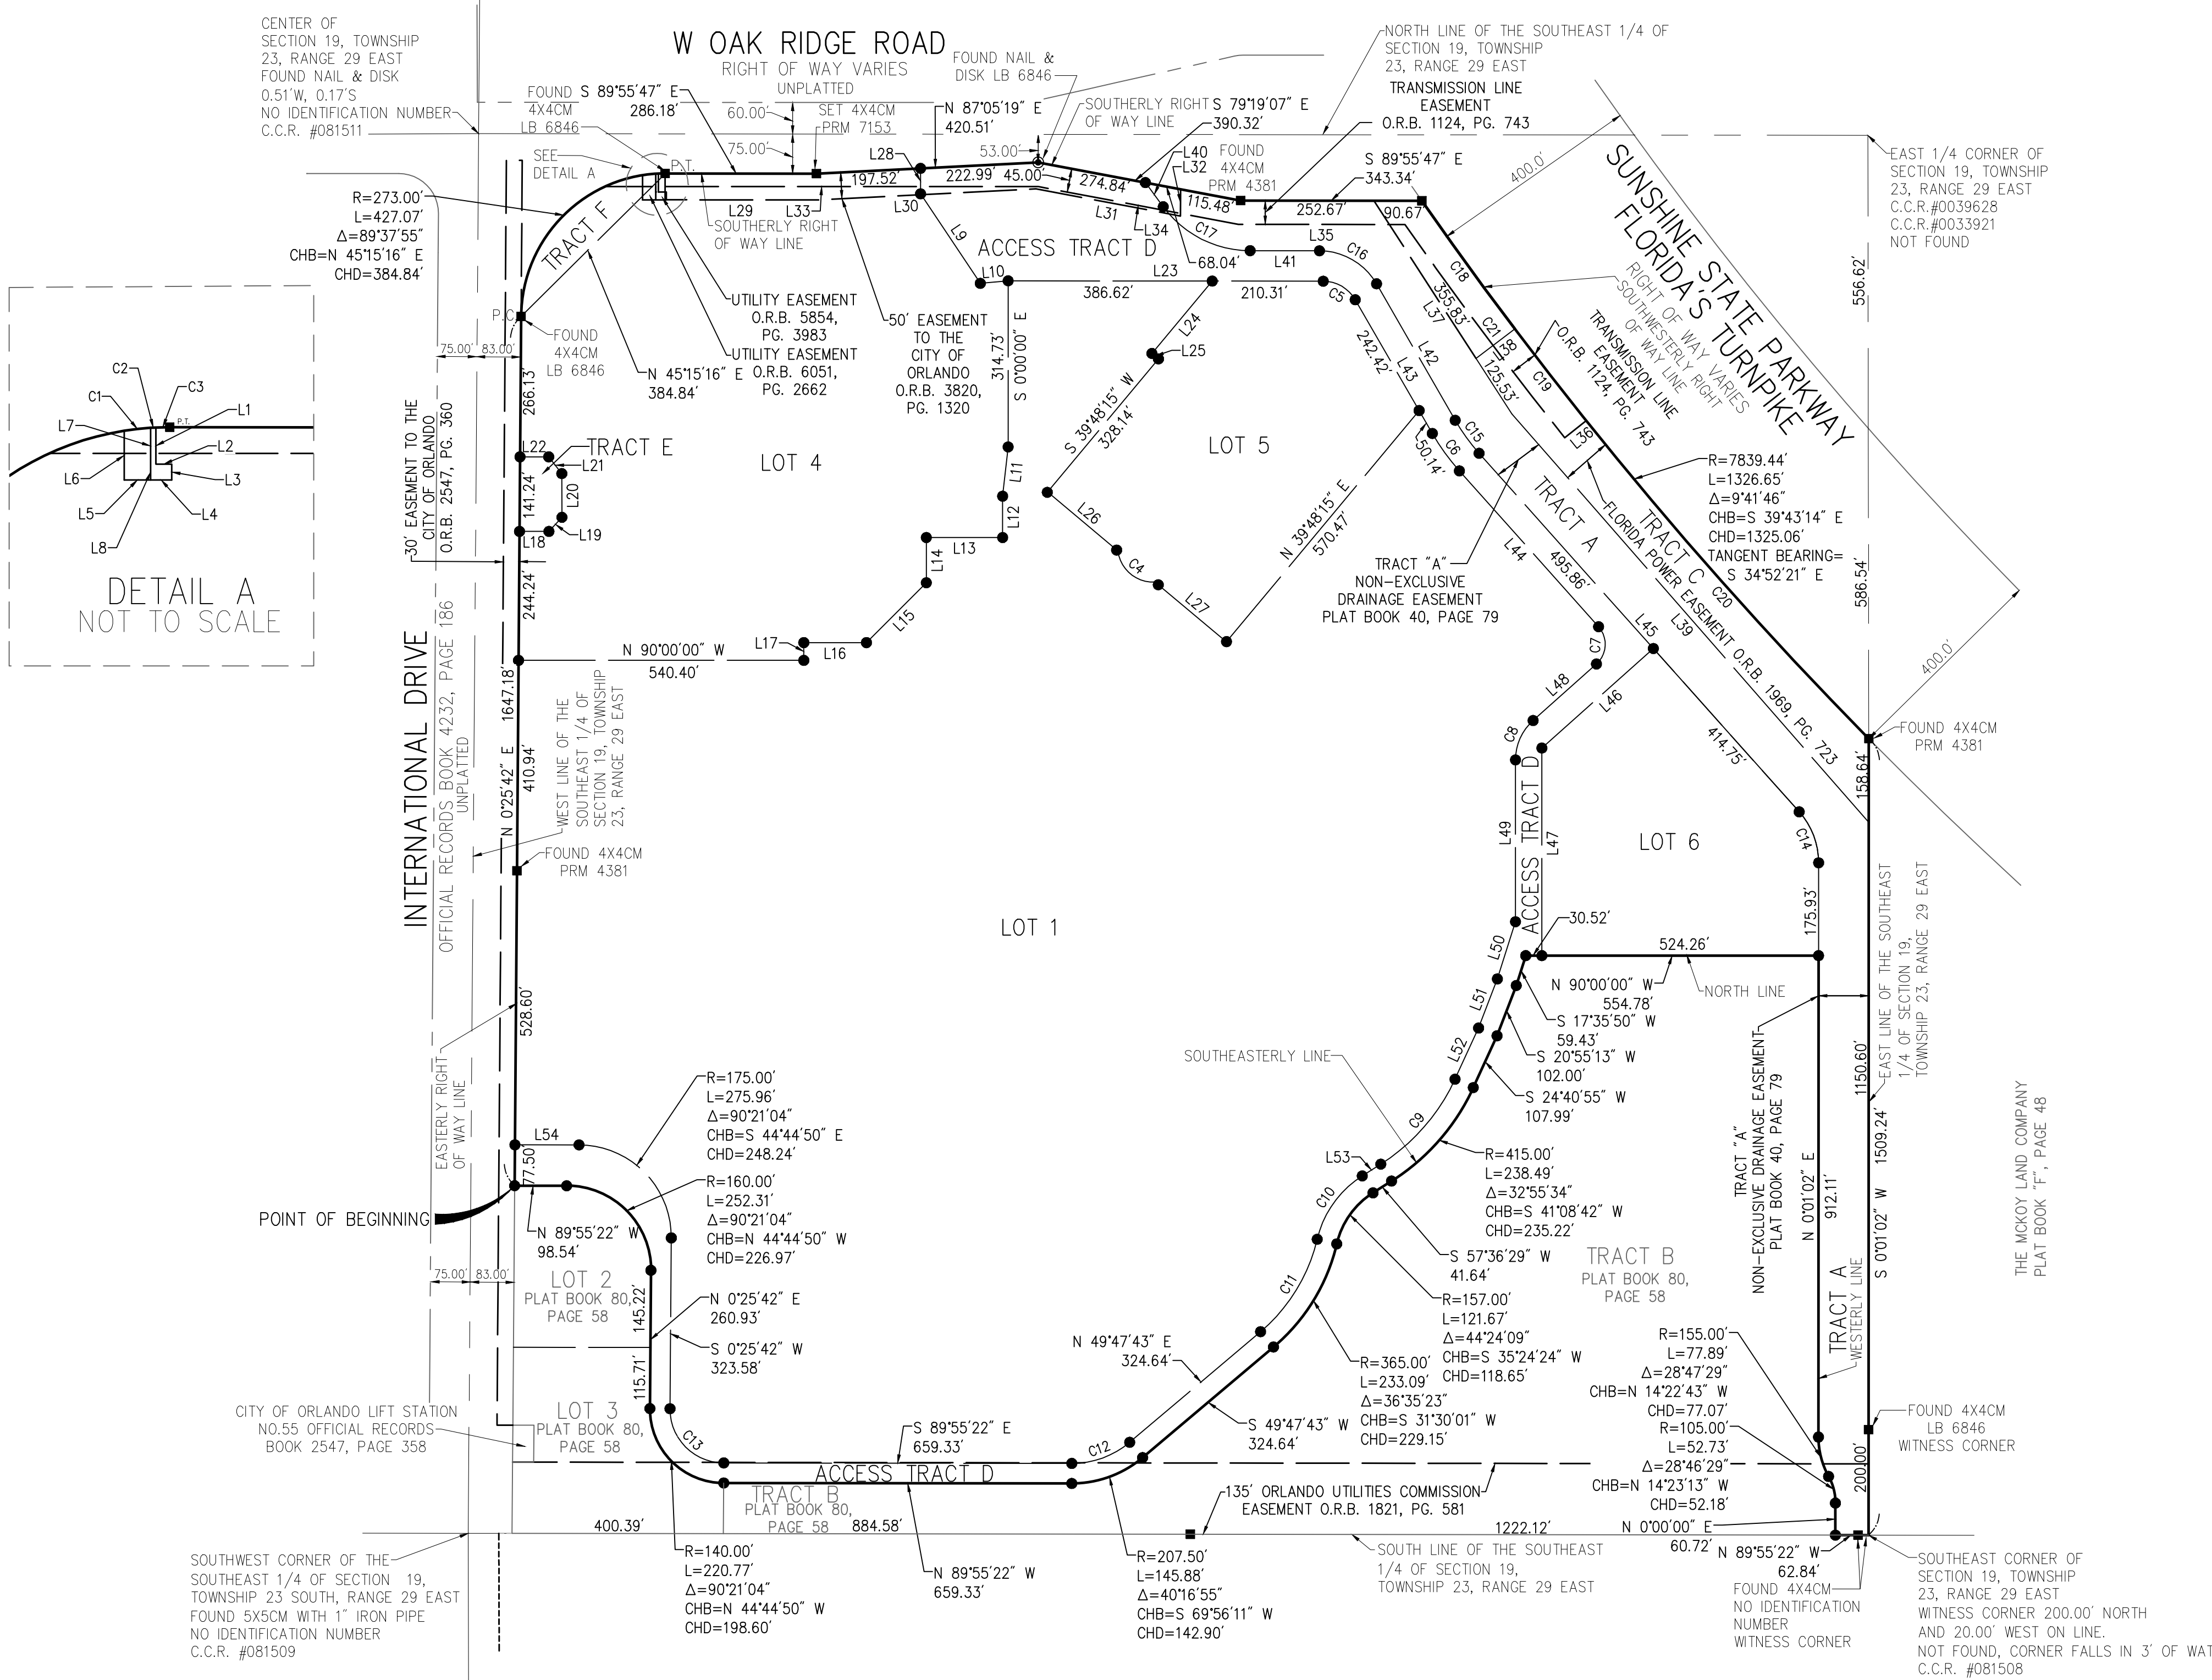 CENTER OF
SECTION 19, TOWNSHIP
23, RANGE 29 EAST
FOUND NAIL & DISK
0.51'W, 0.17'S
NO IDENTIFICATION NUMBER
C.C.R. #081511
W OAK RIDGE ROAD
RIGHT OF WAY VARIES
UNPLATTED
FOUND NAIL &
DISK LB 6846
NORTH LINE OF THE SOUTHEAST 1/4 OF
SECTION 19, TOWNSHIP
23, RANGE 29 EAST
TRANSMISSION LINE
EASEMENT
O.R.B. 1124, PG. 743
FOUND
4X4CM
LB 6846
S 89°55'47" E
286.18'
60.00'
75.00'
SET 4X4CM
PRM 7153
N 87°05'19" E
420.51'
SOUTHERLY RIGHT
OF WAY LINE
S 79°19'07" E
390.32'
53.00'
L28
L40
L32
FOUND
4X4CM
PRM 4381
S 89°55'47" E
343.34'
400.0'
EAST 1/4 CORNER OF
SECTION 19, TOWNSHIP
23, RANGE 29 EAST
C.C.R.#0039628
C.C.R.#0033921
NOT FOUND
SUNSHINE STATE PARKWAY
FLORIDA'S TURNPIKE
RIGHT OF WAY VARIES
SOUTHWESTERLY RIGHT
OF WAY LINE
SEE
DETAIL A
P.T.
R=273.00'
L=427.07'
Δ=89°37'55"
CHB=N 45°15'16" E
CHD=384.84'
TRACT F
L29
L33
197.52'
L30
222.99'
45.00'
274.84'
L31
L34
115.48'
68.04'
252.67'
90.67'
SOUTHERLY RIGHT
OF WAY LINE
L9
ACCESS TRACT D
C17
L35
L41
C16
C18
L10
L23
386.62'
210.31'
C5
355.83'
L37
C21
L38
556.62'
UTILITY EASEMENT
O.R.B. 5854,
PG. 3983
UTILITY EASEMENT
O.R.B. 6051,
PG. 2662
50' EASEMENT
TO THE
CITY OF
ORLANDO
O.R.B. 3820,
PG. 1320
N 45°15'16" E
384.84'
P.C.
FOUND
4X4CM
LB 6846
75.00'
83.00'
S 0°00'00" E
314.73'
L24
L25
242.42'
L43
L42
125.53'
C19
O.R.B. 1124, PG. 743
TRANSMISSION LINE
EASEMENT
L36
C1
C2
C3
L1
L2
L3
L4
L5
L6
L7
L8
P.T.
DETAIL A
NOT TO SCALE
30' EASEMENT TO THE
CITY OF ORLANDO
O.R.B. 2547, PG. 360
266.13'
L22
TRACT E
L21
L20
141.24'
L18
L19
LOT 4
LOT 5
S 39°48'15" W
328.14'
L11
L12
L13
L14
L15
L16
L17
L26
C4
L27
N 39°48'15" E
570.47'
50.14'
C6
C15
TRACT A
FLORIDA POWER EASEMENT O.R.B. 1969, PG. 723
TRACT C
C20
L39
R=7839.44'
L=1326.65'
Δ=9°41'46"
CHB=S 39°43'14" E
CHD=1325.06'
TANGENT BEARING=
S 34°52'21" E
586.54'
TRACT "A"
NON-EXCLUSIVE
DRAINAGE EASEMENT
PLAT BOOK 40, PAGE 79
L44
495.86'
C7
L45
L48
L46
C8
244.24'
N 90°00'00" W
540.40'
INTERNATIONAL DRIVE
OFFICIAL RECORDS BOOK 4232, PAGE 186
UNPLATTED
N 0°25'42" E 1647.18'
410.94'
WEST LINE OF THE
SOUTHEAST 1/4 OF
SECTION 19, TOWNSHIP
23, RANGE 29 EAST
FOUND 4X4CM
PRM 4381
414.75'
400.0'
FOUND 4X4CM
PRM 4381
158.64'
L49
ACCESS TRACT D
L47
LOT 6
C14
175.93'
LOT 1
30.52'
L50
524.26'
N 90°00'00" W
554.78'
NORTH LINE
S 17°35'50" W
59.43'
S 20°55'13" W
102.00'
S 24°40'55" W
107.99'
L51
L52
SOUTHEASTERLY LINE
C9
L53
C10
C11
528.60'
EASTERLY RIGHT
OF WAY LINE
EAST LINE OF THE SOUTHEAST
1/4 OF SECTION 19,
TOWNSHIP 23, RANGE 29 EAST
1150.60'
S 0°01'02" W 1509.24'
THE MCKOY LAND COMPANY
PLAT BOOK "F", PAGE 48
TRACT "A"
NON-EXCLUSIVE DRAINAGE EASEMENT
PLAT BOOK 40, PAGE 79
N 0°01'02" E
912.11'
R=175.00'
L=275.96'
Δ=90°21'04"
CHB=S 44°44'50" E
CHD=248.24'
L54
77.50'
R=160.00'
L=252.31'
Δ=90°21'04"
CHB=N 44°44'50" W
CHD=226.97'
POINT OF BEGINNING
N 89°55'22" W
98.54'
75.00'
83.00'
LOT 2
PLAT BOOK 80,
PAGE 58
145.22'
N 0°25'42" E
260.93'
S 0°25'42" W
323.58'
115.71'
LOT 3
PLAT BOOK 80,
PAGE 58
R=415.00'
L=238.49'
Δ=32°55'34"
CHB=S 41°08'42" W
CHD=235.22'
S 57°36'29" W
41.64'
R=157.00'
L=121.67'
Δ=44°24'09"
CHB=S 35°24'24" W
CHD=118.65'
R=365.00'
L=233.09'
Δ=36°35'23"
CHB=S 31°30'01" W
CHD=229.15'
TRACT B
PLAT BOOK 80,
PAGE 58
TRACT A
WESTERLY LINE
R=155.00'
L=77.89'
Δ=28°47'29"
CHB=N 14°22'43" W
CHD=77.07'
R=105.00'
L=52.73'
Δ=28°46'29"
CHB=N 14°23'13" W
CHD=52.18'
N 0°00'00" E
60.72'
200.00'
FOUND 4X4CM
LB 6846
WITNESS CORNER
N 49°47'43" E
324.64'
S 49°47'43" W
324.64'
CITY OF ORLANDO LIFT STATION
NO.55 OFFICIAL RECORDS
BOOK 2547, PAGE 358
C13
S 89°55'22" E
659.33'
C12
ACCESS TRACT D
TRACT B
PLAT BOOK 80,
PAGE 58
135' ORLANDO UTILITIES COMMISSION
EASEMENT O.R.B. 1821, PG. 581
400.39'
884.58'
1222.12'
SOUTHWEST CORNER OF THE
SOUTHEAST 1/4 OF SECTION 19,
TOWNSHIP 23 SOUTH, RANGE 29 EAST
FOUND 5X5CM WITH 1" IRON PIPE
NO IDENTIFICATION NUMBER
C.C.R. #081509
R=140.00'
L=220.77'
Δ=90°21'04"
CHB=N 44°44'50" W
CHD=198.60'
N 89°55'22" W
659.33'
R=207.50'
L=145.88'
Δ=40°16'55"
CHB=S 69°56'11" W
CHD=142.90'
SOUTH LINE OF THE SOUTHEAST
1/4 OF SECTION 19,
TOWNSHIP 23, RANGE 29 EAST
N 89°55'22" W
62.84'
FOUND 4X4CM
NO IDENTIFICATION
NUMBER
WITNESS CORNER
SOUTHEAST CORNER OF
SECTION 19, TOWNSHIP
23, RANGE 29 EAST
WITNESS CORNER 200.00' NORTH
AND 20.00' WEST ON LINE.
NOT FOUND, CORNER FALLS IN 3' OF WAT
C.C.R. #081508